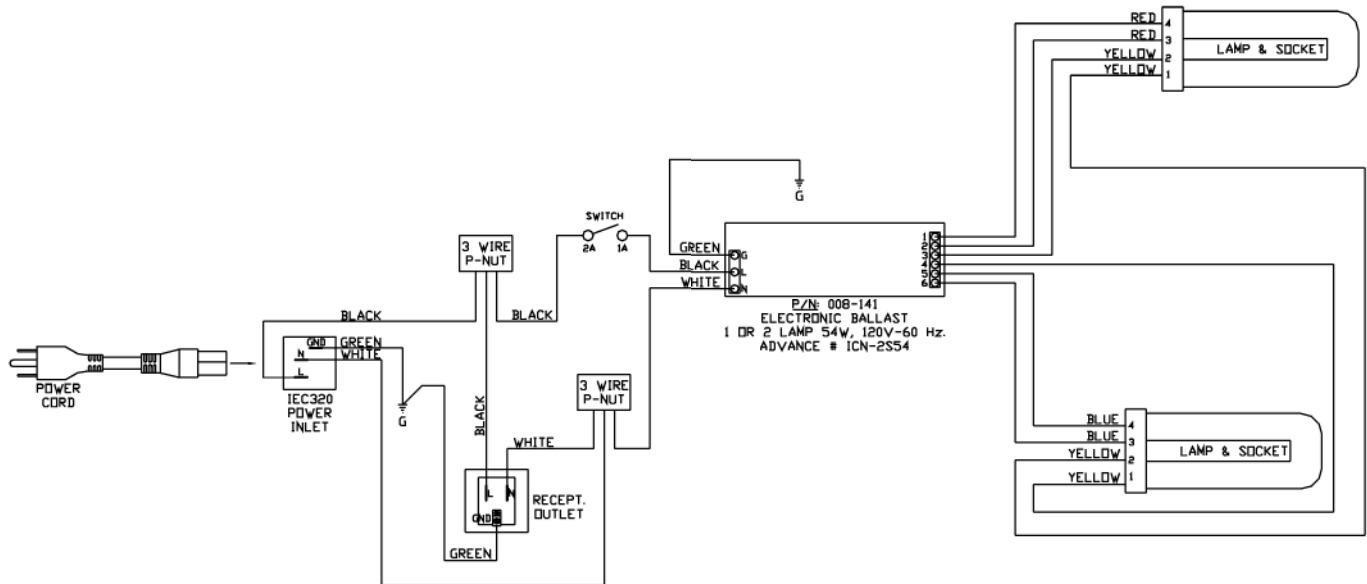 RED
RED
YELLOW
YELLOW
4
3
2
1
LAMP & SOCKET
G
SWITCH
2A
1A
3 WIRE
P-NUT
GREEN
BLACK
WHITE
G
L
N
1
2
3
4
5
6
P/N: 008-141
ELECTRONIC BALLAST
1 OR 2 LAMP 54W, 120V-60 Hz.
ADVANCE # ICN-2S54
BLACK
BLACK
GND
N
L
GREEN
WHITE
POWER
CORD
IEC320
POWER
INLET
G
3 WIRE
P-NUT
BLACK
WHITE
L
N
GND
RECEPT.
OUTLET
GREEN
BLUE
BLUE
YELLOW
YELLOW
4
3
2
1
LAMP & SOCKET